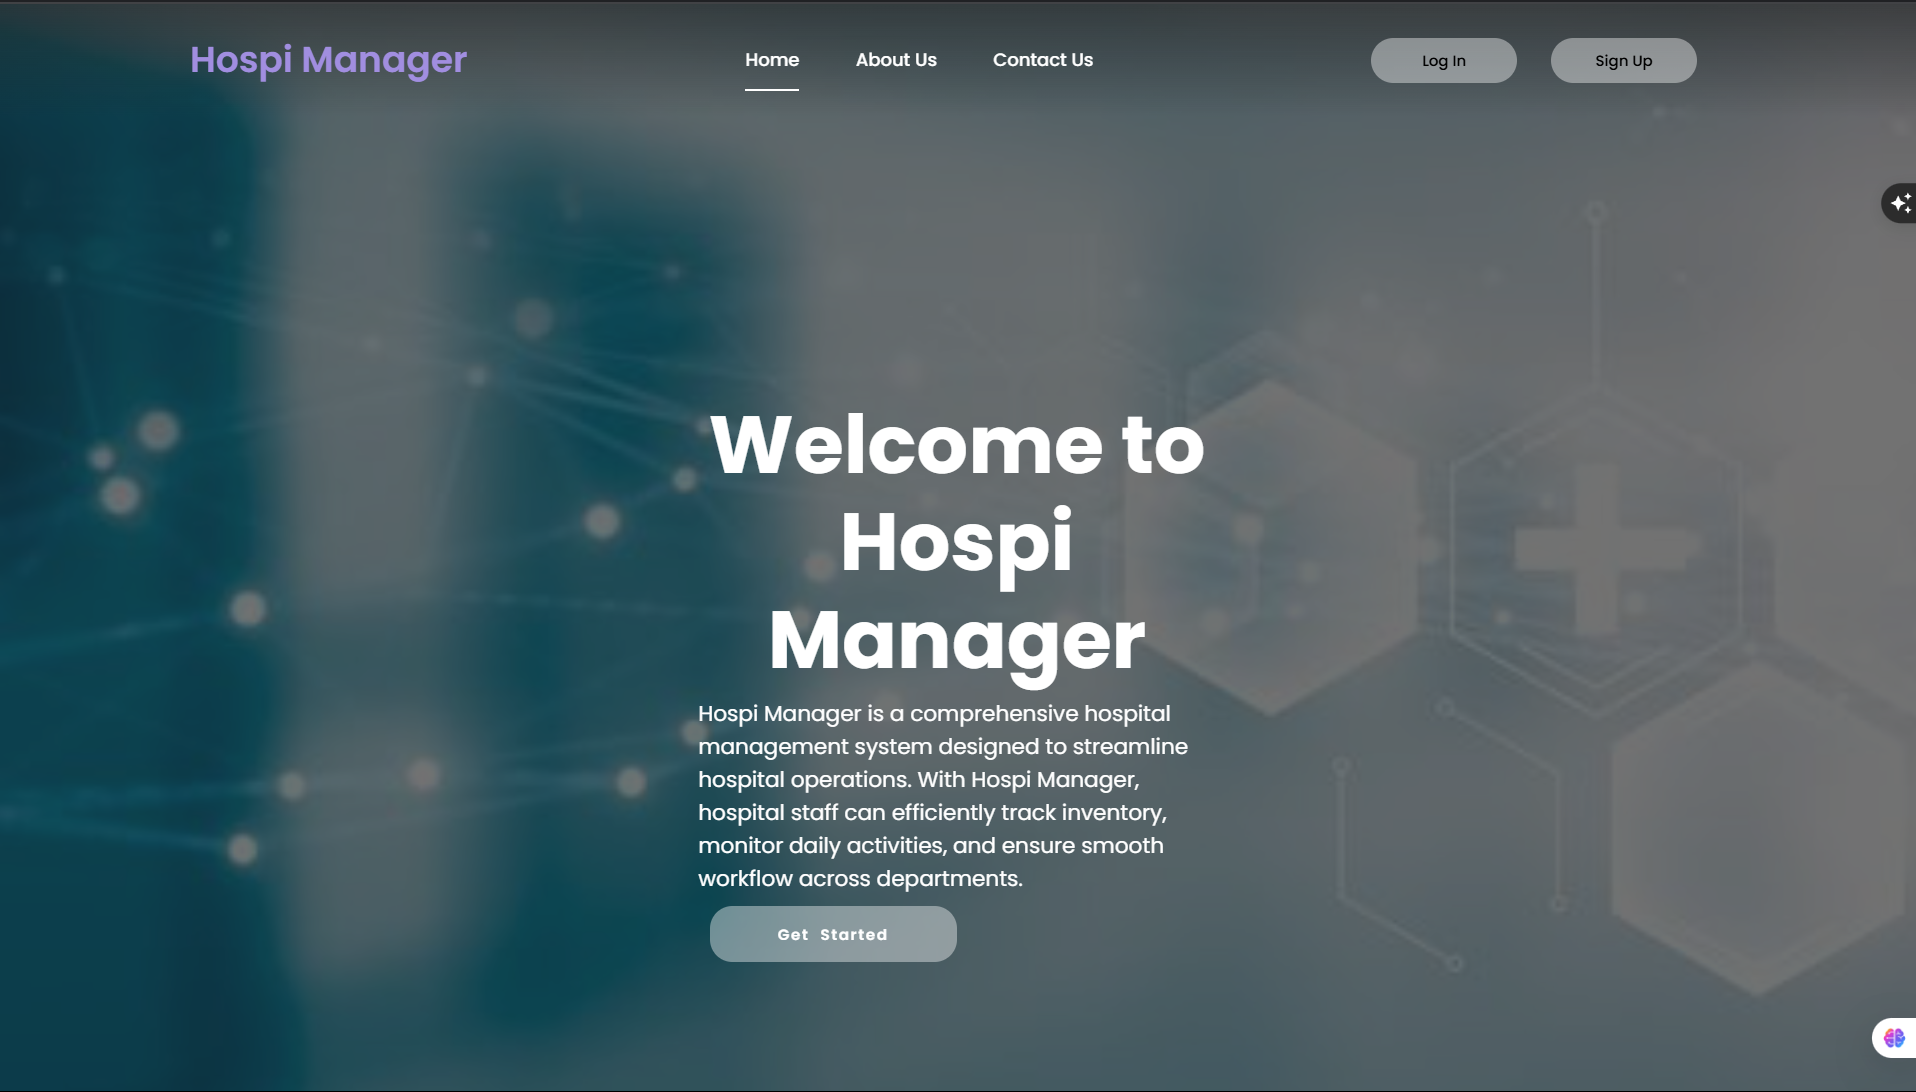 Hospi Manager
Home
About Us
Contact Us
Log In
Sign Up
Welcome to
Hospi
Manager
Hospi Manager is a comprehensive hospital
management system designed to streamline
hospital operations. With Hospi Manager,
hospital staff can efficiently track inventory,
monitor daily activities, and ensure smooth
workflow across departments.
Get Started